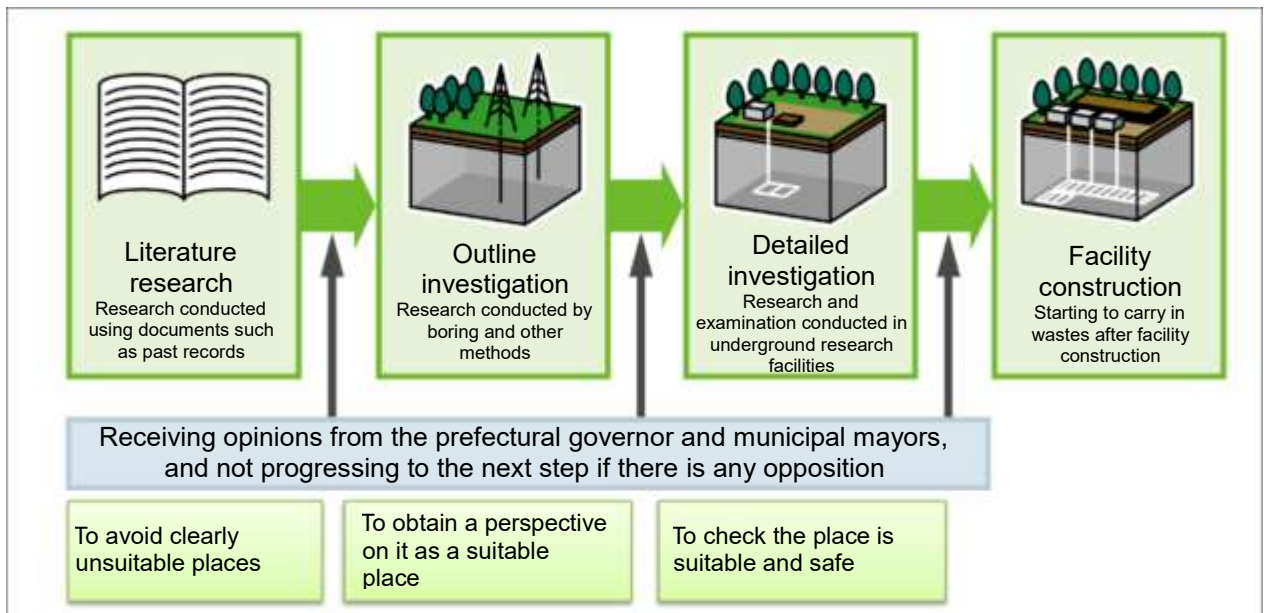 Literature
research
Research conducted
using documents such
as past records
Outline
investigation
Research conducted by
boring and other
methods
Detailed
investigation
Research and
examination conducted in
underground research
facilities
Facility
construction
Starting to carry in
wastes after facility
construction
Receiving opinions from the prefectural governor and municipal mayors,
and not progressing to the next step if there is any opposition
To avoid clearly
unsuitable places
To obtain a perspective
on it as a suitable
place
To check the place is
suitable and safe